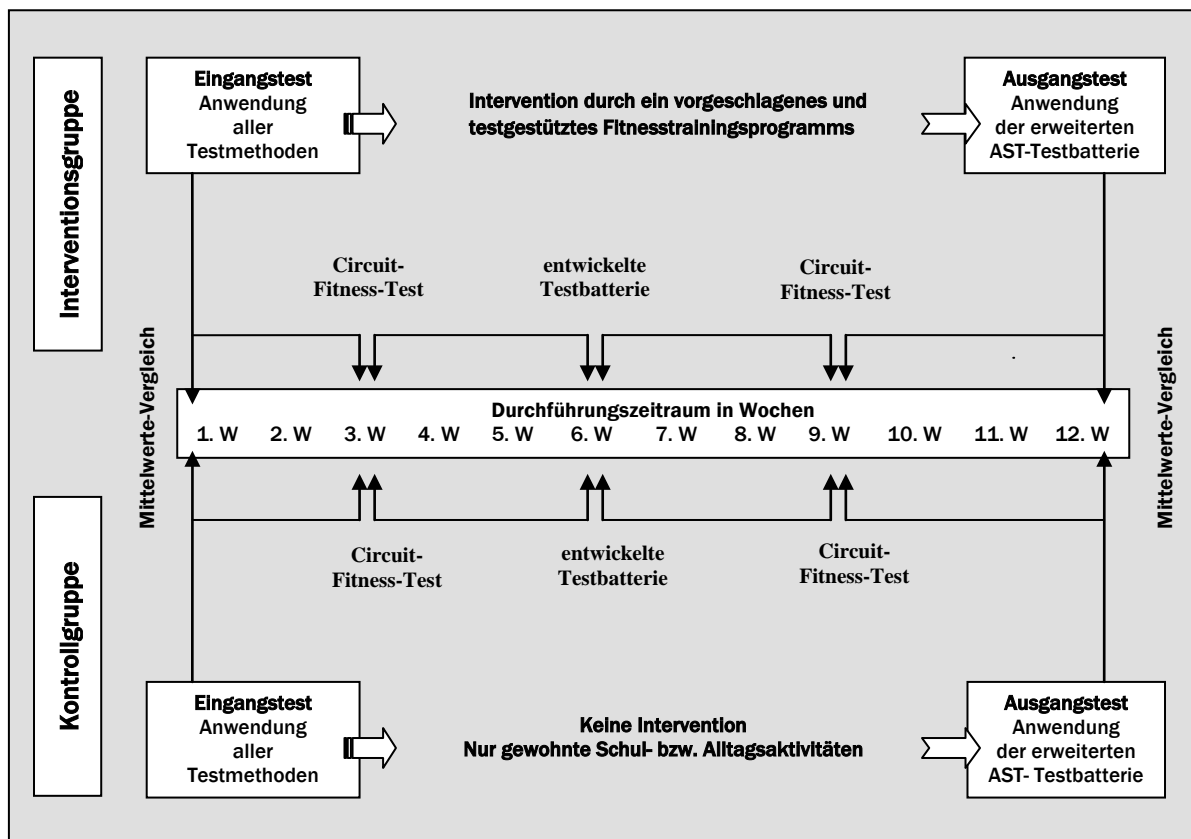 Interventionsgruppe
Eingangstest
Anwendung
aller
Testmethoden
Intervention durch ein vorgeschlagenes und
testgestütztes Fitnesstrainingsprogramms
Ausgangstest
Anwendung
der erweiterten
AST-Testbatterie
Circuit-
Fitness-Test
entwickelte
Testbatterie
Circuit-
Fitness-Test
Mittelwerte-Vergleich
Durchführungszeitraum in Wochen
1. W 2. W 3. W 4. W 5. W 6. W 7. W 8. W 9. W 10. W 11. W 12. W
Mittelwerte-Vergleich
Circuit-
Fitness-Test
entwickelte
Testbatterie
Circuit-
Fitness-Test
Kontrollgruppe
Eingangstest
Anwendung
aller
Testmethoden
Keine Intervention
Nur gewohnte Schul- bzw. Alltagsaktivitäten
Ausgangstest
Anwendung
der erweiterten
AST- Testbatterie